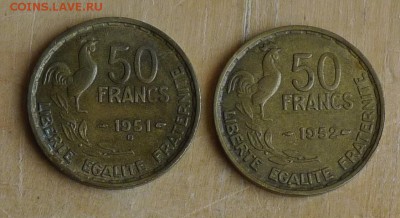 COINS.LAVE.RU
50
FRANCS
1951
B
LIBERTE EGALITE FRATERNITE
50
FRANCS
1952
LIBERTE EGALITE FRATERNITE